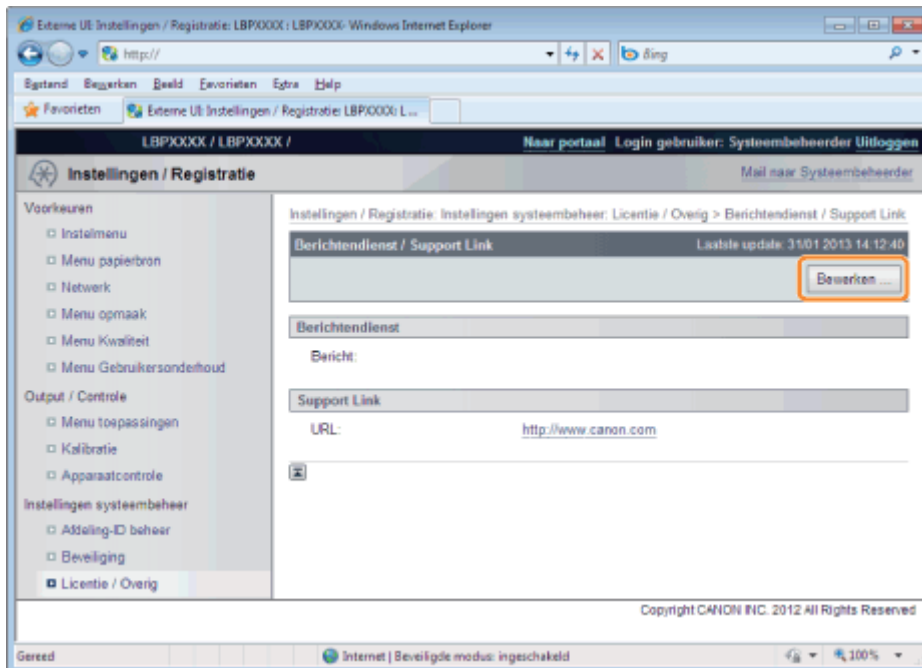 Externe UI: Instellingen / Registratie: LBPXXXX : LBPXXXX- Windows Internet Explorer
http://
Bing
Bestand Bewerken Beeld Favorieten Extra Help
Favorieten Externe UI: Instellingen / Registratie: LBPXXXX: L...
LBPXXXX / LBPXXXX / Naar portaal Login gebruiker: Systeembeheerder Uitloggen
Instellingen / Registratie Mail naar Systeembeheerder
Voorkeuren
Instelmenu
Menu papierbron
Netwerk
Menu opmaak
Menu Kwaliteit
Menu Gebruikersonderhoud
Output / Controle
Menu toepassingen
Kalibratie
Apparaatcontrole
Instellingen systeembeheer
Afdeling-ID beheer
Beveiliging
Licentie / Overig
Instellingen / Registratie: Instellingen systeembeheer: Licentie / Overig > Berichtendienst / Support Link
Berichtendienst / Support Link Laatste update: 31/01 2013 14:12:40
Bewerken ...
Berichtendienst
Bericht:
Support Link
URL: http://www.canon.com
Copyright CANON INC. 2012 All Rights Reserved
Gereed Internet | Beveiligde modus: ingeschakeld 100%